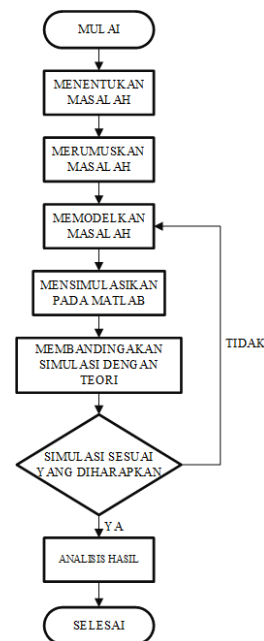 MULAI
MENENTUKAN
MASALAH
MERUMUSKAN
MASALAH
MEMODELKAN
MASALAH
MENSIMULASIKAN
PADA MATLAB
MEMBANDINGAKAN
SIMULASI DENGAN
TEORI
TIDAK
SIMULASI SESUAI
YANG DIHARAPKAN
YA
ANALISIS HASIL
SELESAI